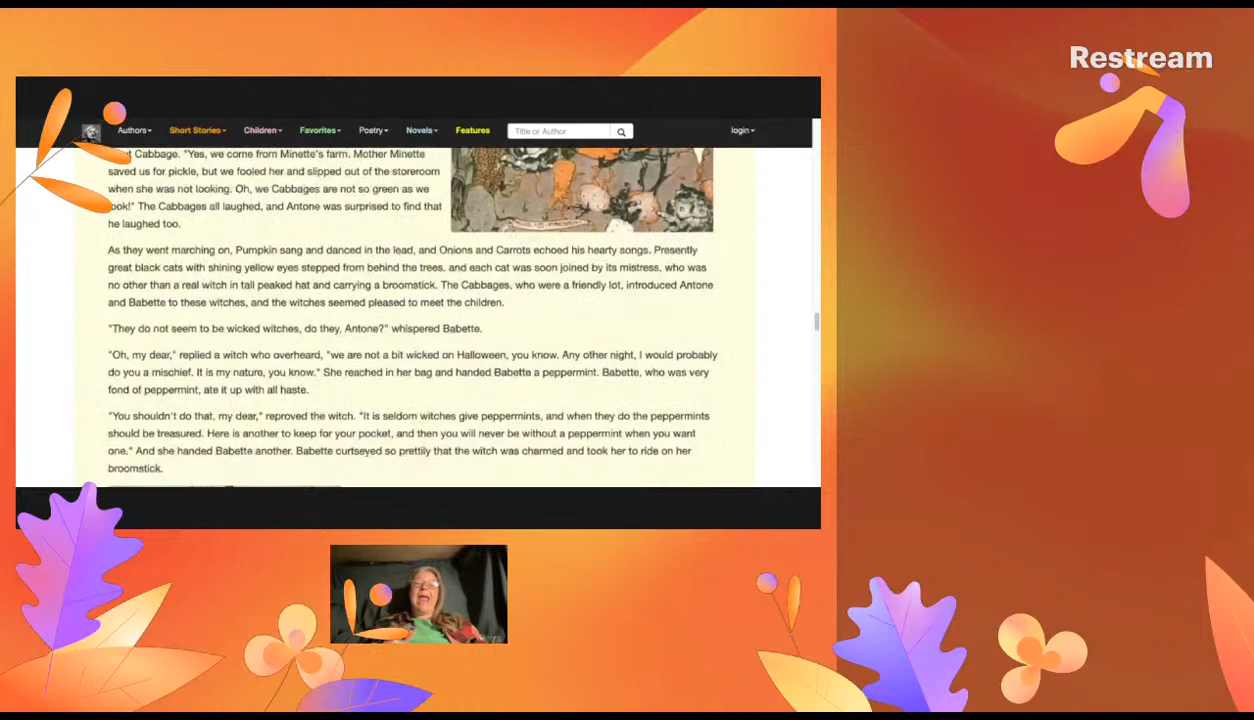 Restream
Authors
Short Stories
Children
Favorites
Poetry
Novels
Features
Title or Author
login
Cabbage. "Yes, we come from Minette's farm. Mother Minette
saved us for pickle, but we fooled her and slipped out of the storeroom
when she was not looking. Oh, we Cabbages are not so green as we
ook!" The Cabbages all laughed, and Antone was surprised to find that
he laughed too.
As they went marching on, Pumpkin sang and danced in the lead, and Onions and Carrots echoed his hearty songs. Presently
great black cats with shining yellow eyes stepped from behind the trees, and each cat was soon joined by its mistress, who was
no other than a real witch in tall peaked hat and carrying a broomstick. The Cabbages, who were a friendly lot, introduced Antone
and Babette to these witches, and the witches seemed pleased to meet the children.
"They do not seem to be wicked witches, do they, Antone?" whispered Babette.
"Oh, my dear," replied a witch who overheard, "we are not a bit wicked on Halloween, you know. Any other night, I would probably
do you a mischief. It is my nature, you know." She reached in her bag and handed Babette a peppermint. Babette, who was very
fond of peppermint, ate it up with all haste.
"You shouldn't do that, my dear," reproved the witch. "It is seldom witches give peppermints, and when they do the peppermints
should be treasured. Here is another to keep for your pocket, and then you will never be without a peppermint when you want
one." And she handed Babette another. Babette curtseyed so prettily that the witch was charmed and took her to ride on her
broomstick.